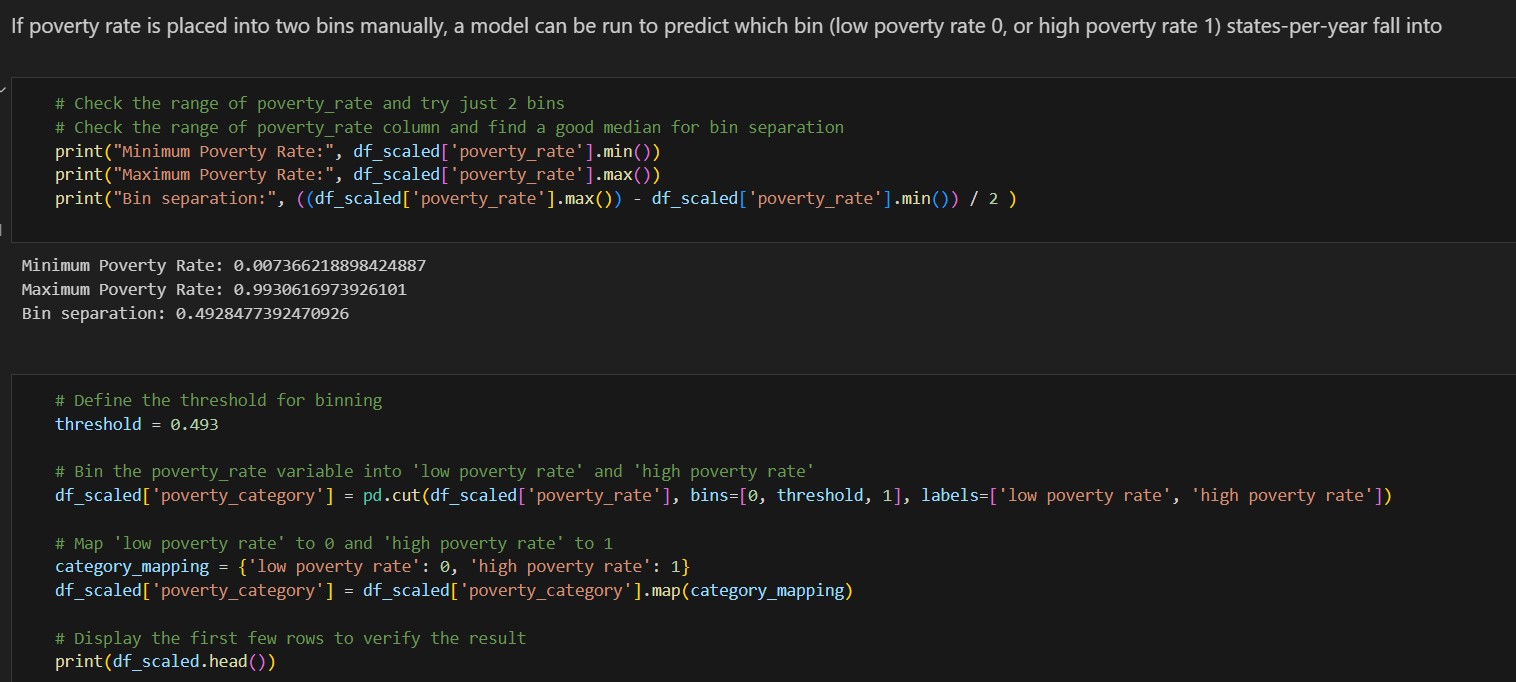 If poverty rate is placed into two bins manually, a model can be run to predict which bin (low poverty rate 0, or high poverty rate 1) states-per-year fall into
# Check the range of poverty_rate and try just 2 bins
# Check the range of poverty_rate column and find a good median for bin separation
print("Minimum Poverty Rate:", df_scaled['poverty_rate'].min())
print("Maximum Poverty Rate:", df_scaled['poverty_rate'].max())
print("Bin separation:", ((df_scaled['poverty_rate'].max()) - df_scaled['poverty_rate'].min()) / 2 )
Minimum Poverty Rate: 0.007366218898424887
Maximum Poverty Rate: 0.9930616973926101
Bin separation: 0.4928477392470926
# Define the threshold for binning
threshold = 0.493
# Bin the poverty_rate variable into 'low poverty rate' and 'high poverty rate'
df_scaled['poverty_category'] = pd.cut(df_scaled['poverty_rate'], bins=[0, threshold, 1], labels=['low poverty rate', 'high poverty rate'])
# Map 'low poverty rate' to 0 and 'high poverty rate' to 1
category_mapping = {'low poverty rate': 0, 'high poverty rate': 1}
df_scaled['poverty_category'] = df_scaled['poverty_category'].map(category_mapping)
# Display the first few rows to verify the result
print(df_scaled.head())